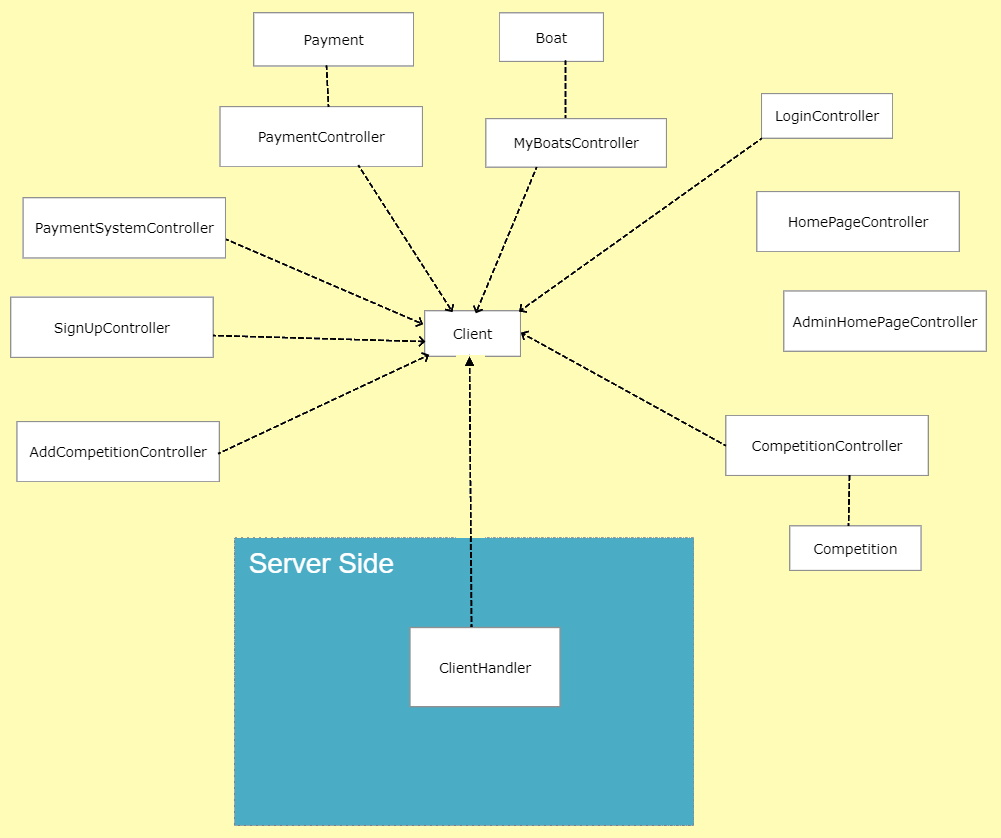 Payment
Boat
PaymentController
MyBoatsController
LoginController
PaymentSystemController
HomePageController
SignUpController
Client
AdminHomePageController
AddCompetitionController
CompetitionController
Competition
Server Side
ClientHandler